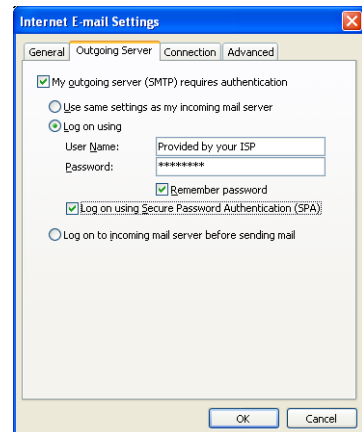 Internet E-mail Settings
General Outgoing Server Connection Advanced
My outgoing server (SMTP) requires authentication
Use same settings as my incoming mail server
Log on using
User Name: Provided by your ISP
Password: ********
Remember password
Log on using Secure Password Authentication (SPA)
Log on to incoming mail server before sending mail
OK Cancel